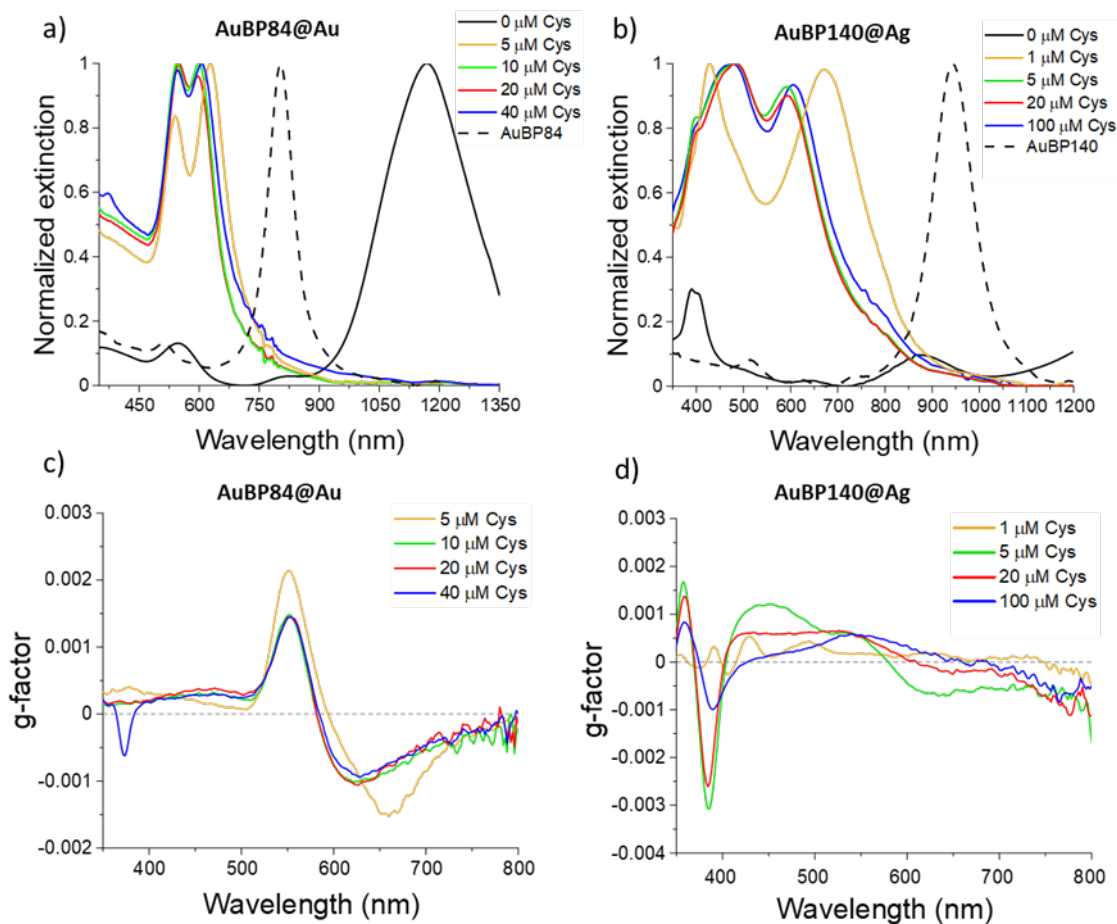 a)
AuBP84@Au
0 μM Cys
5 μM Cys
10 μM Cys
20 μM Cys
40 μM Cys
AuBP84
1
0.8
0.6
0.4
0.2
0
Normalized extinction
450 600 750 900 1050 1200 1350
Wavelength (nm)
b)
AuBP140@Ag
0 μM Cys
1 μM Cys
5 μM Cys
20 μM Cys
100 μM Cys
AuBP140
1
0.8
0.6
0.4
0.2
0
Normalized extinction
400 500 600 700 800 900 1000 1100 1200
Wavelength (nm)
c)
AuBP84@Au
5 μM Cys
10 μM Cys
20 μM Cys
40 μM Cys
0.003
0.002
0.001
0
-0.001
-0.002
g-factor
400 500 600 700 800
Wavelength (nm)
d)
AuBP140@Ag
1 μM Cys
5 μM Cys
20 μM Cys
100 μM Cys
0.003
0.002
0.001
0
-0.001
-0.002
-0.003
-0.004
g-factor
400 500 600 700 800
Wavelength (nm)